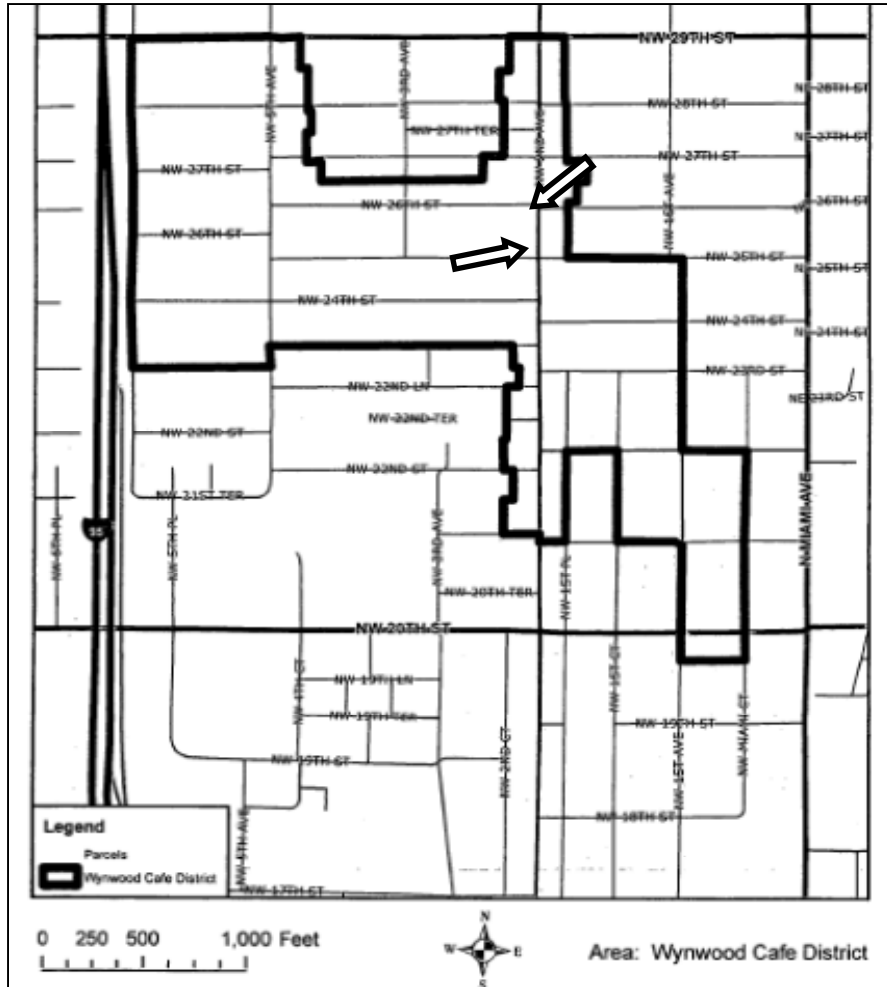 NW 29TH ST
NW 5TH AVE
NW 3RD AVE
NW 2ND AVE
NW 1ST AVE
NE 28TH ST
NW 28TH ST
NW 27TH TER
NE 27TH ST
NW 27TH ST
NW 27TH ST
NW 26TH ST
26TH ST
NW 26TH ST
NW 25TH ST
NE 25TH ST
NW 24TH ST
NW 24TH ST
NE 24TH ST
NW 23RD ST
NW 22ND LN
NE 23RD ST
NW 22ND TER
NW 22ND ST
NW 22ND ST
NW 21ST TER
N MIAMI AVE
NW 6TH PL
NW 5TH PL
NW 3RD AVE
NW 1ST PL
NW 20TH TER
NW 20TH ST
NW 4TH CT
NW 19TH LN
NW 19TH TER
NW 1ST CT
NW 19TH ST
NW 19TH ST
NW 2ND CT
NW 1ST AVE
NW MIAMI CT
NW 18TH ST
NW 5TH AVE
NW 17TH ST
Legend
Parcels
Wynwood Cafe District
0 250 500 1,000 Feet
N
W E
S
Area: Wynwood Cafe District